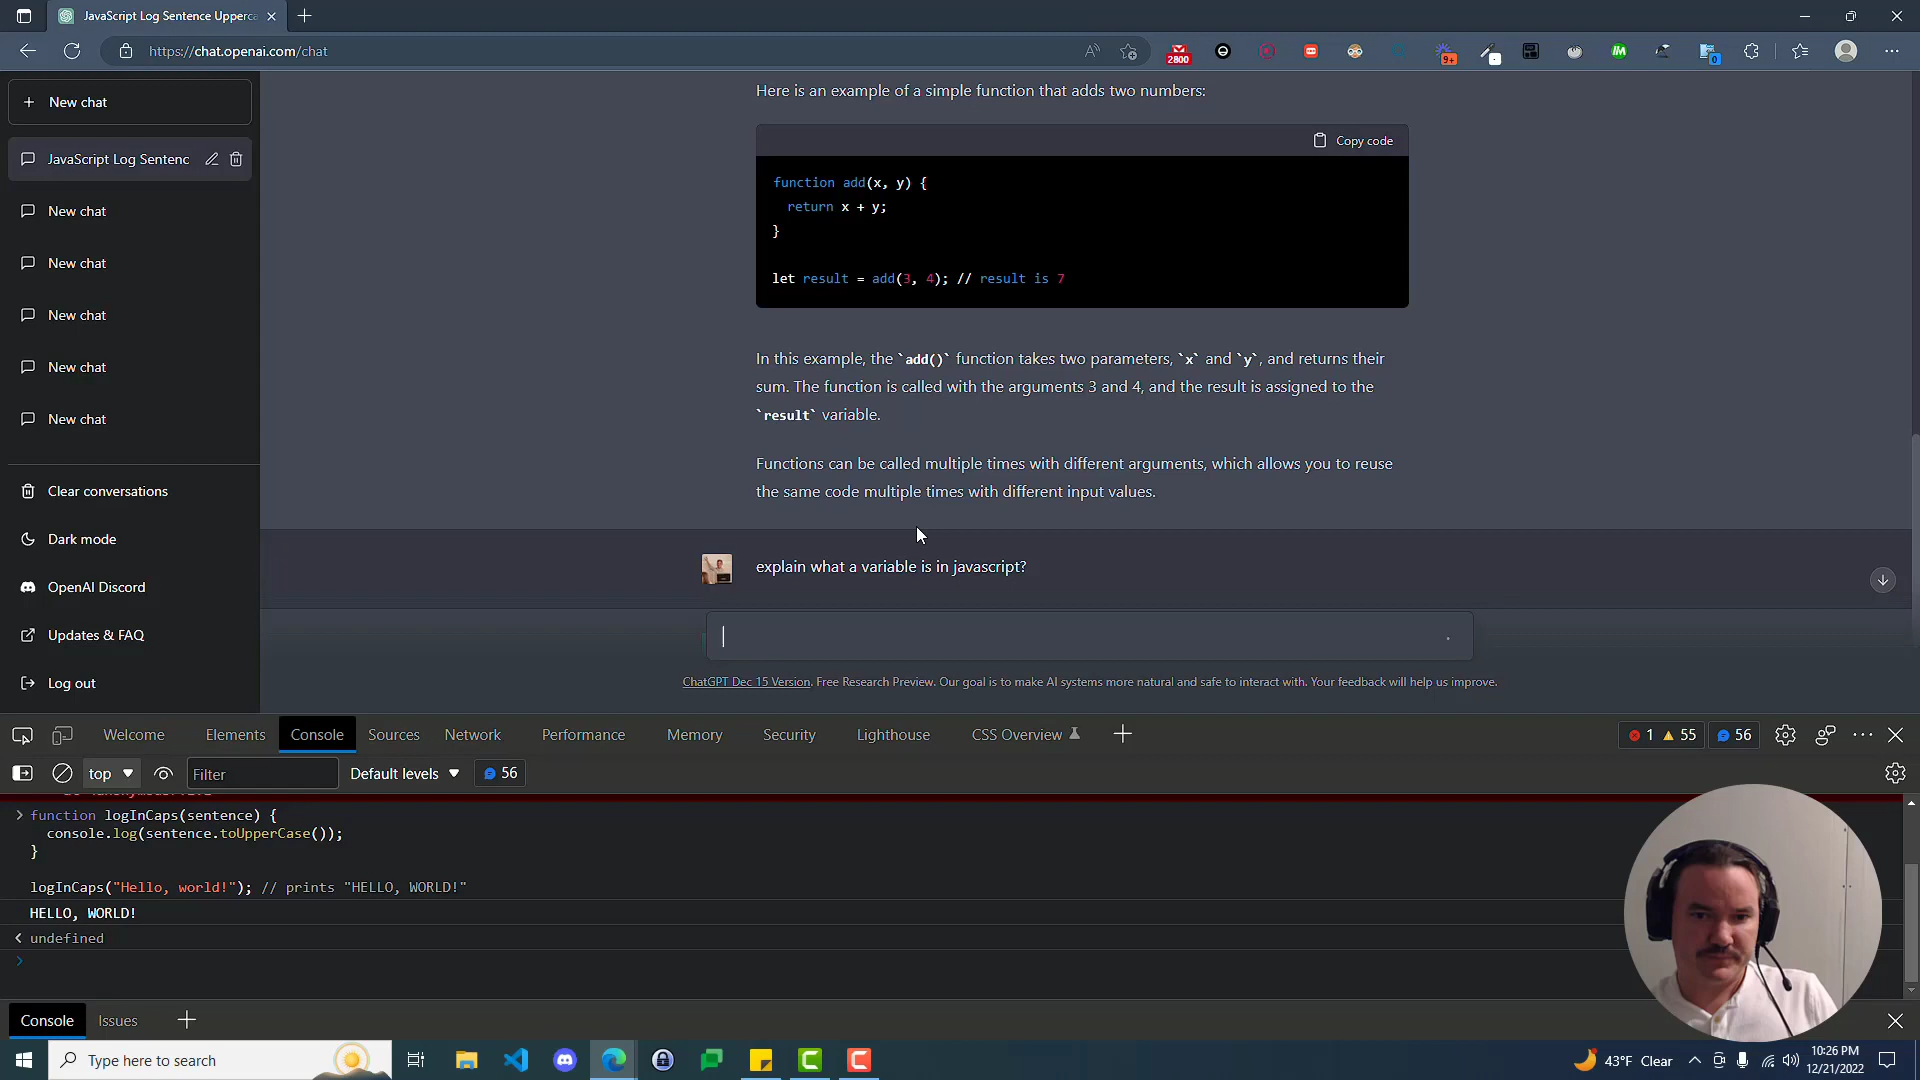 JavaScript Log Sentence Upperca
https://chat.openai.com/chat
2800
9+
0
New chat
JavaScript Log Sentenc
New chat
New chat
New chat
New chat
New chat
Clear conversations
Dark mode
OpenAI Discord
Updates & FAQ
Log out
Here is an example of a simple function that adds two numbers:
Copy code
function add(x, y) {
return x + y;
}
let result = add(3, 4); // result is 7
In this example, the `add()` function takes two parameters, `x` and `y`, and returns their
sum. The function is called with the arguments 3 and 4, and the result is assigned to the
`result` variable.
Functions can be called multiple times with different arguments, which allows you to reuse
the same code multiple times with different input values.
explain what a variable is in javascript?
ChatGPT Dec 15 Version. Free Research Preview. Our goal is to make AI systems more natural and safe to interact with. Your feedback will help us improve.
Welcome Elements Console Sources Network Performance Memory Security Lighthouse CSS Overview 1 55 56
top Filter Default levels 56
function logInCaps(sentence) {
console.log(sentence.toUpperCase());
}
logInCaps("Hello, world!"); // prints "HELLO, WORLD!"
HELLO, WORLD!
undefined
Console Issues
Type here to search
43°F Clear
10:26 PM
12/21/2022